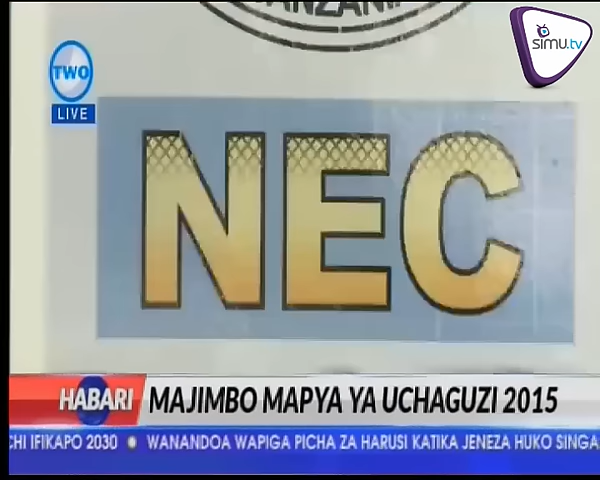 TANZANIA
SIMU.tv
TWO
LIVE
NEC
HABARI
MAJIMBO MAPYA YA UCHAGUZI 2015
CHI IFIKAPO 2030 ● WANANDOA WAPIGA PICHA ZA HARUSI KATIKA JENEZA HUKO SINGA